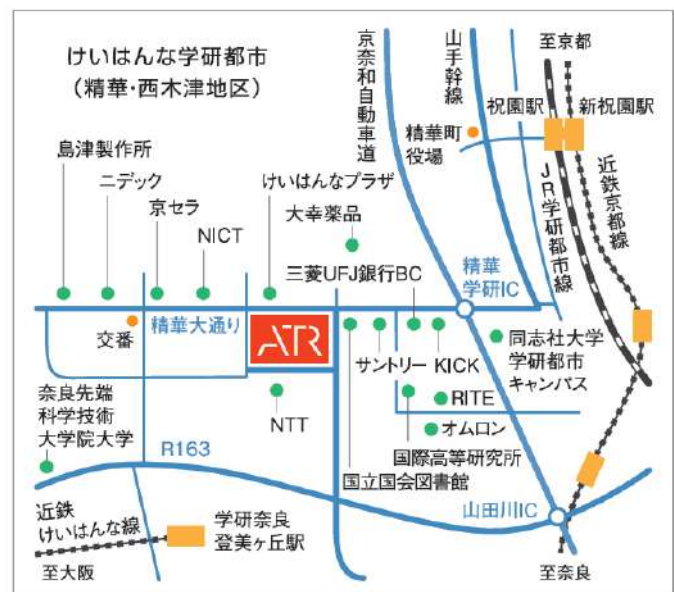 けいはんな学研都市
（精華・西木津地区）
京奈和自動車道
山手幹線
至京都
祝園駅
新祝園駅
精華町
役場
JR学研都市線
近鉄京都線
島津製作所
ニデック
京セラ
NICT
けいはんなプラザ
大幸薬品
三菱UFJ銀行BC
精華
学研IC
交番
精華大通り
ATR
サントリー
KICK
同志社大学
学研都市
キャンパス
奈良先端
科学技術
大学院大学
NTT
RITE
オムロン
R163
国際高等研究所
国立国会図書館
山田川IC
近鉄
けいはんな線
学研奈良
登美ヶ丘駅
至大阪
至奈良